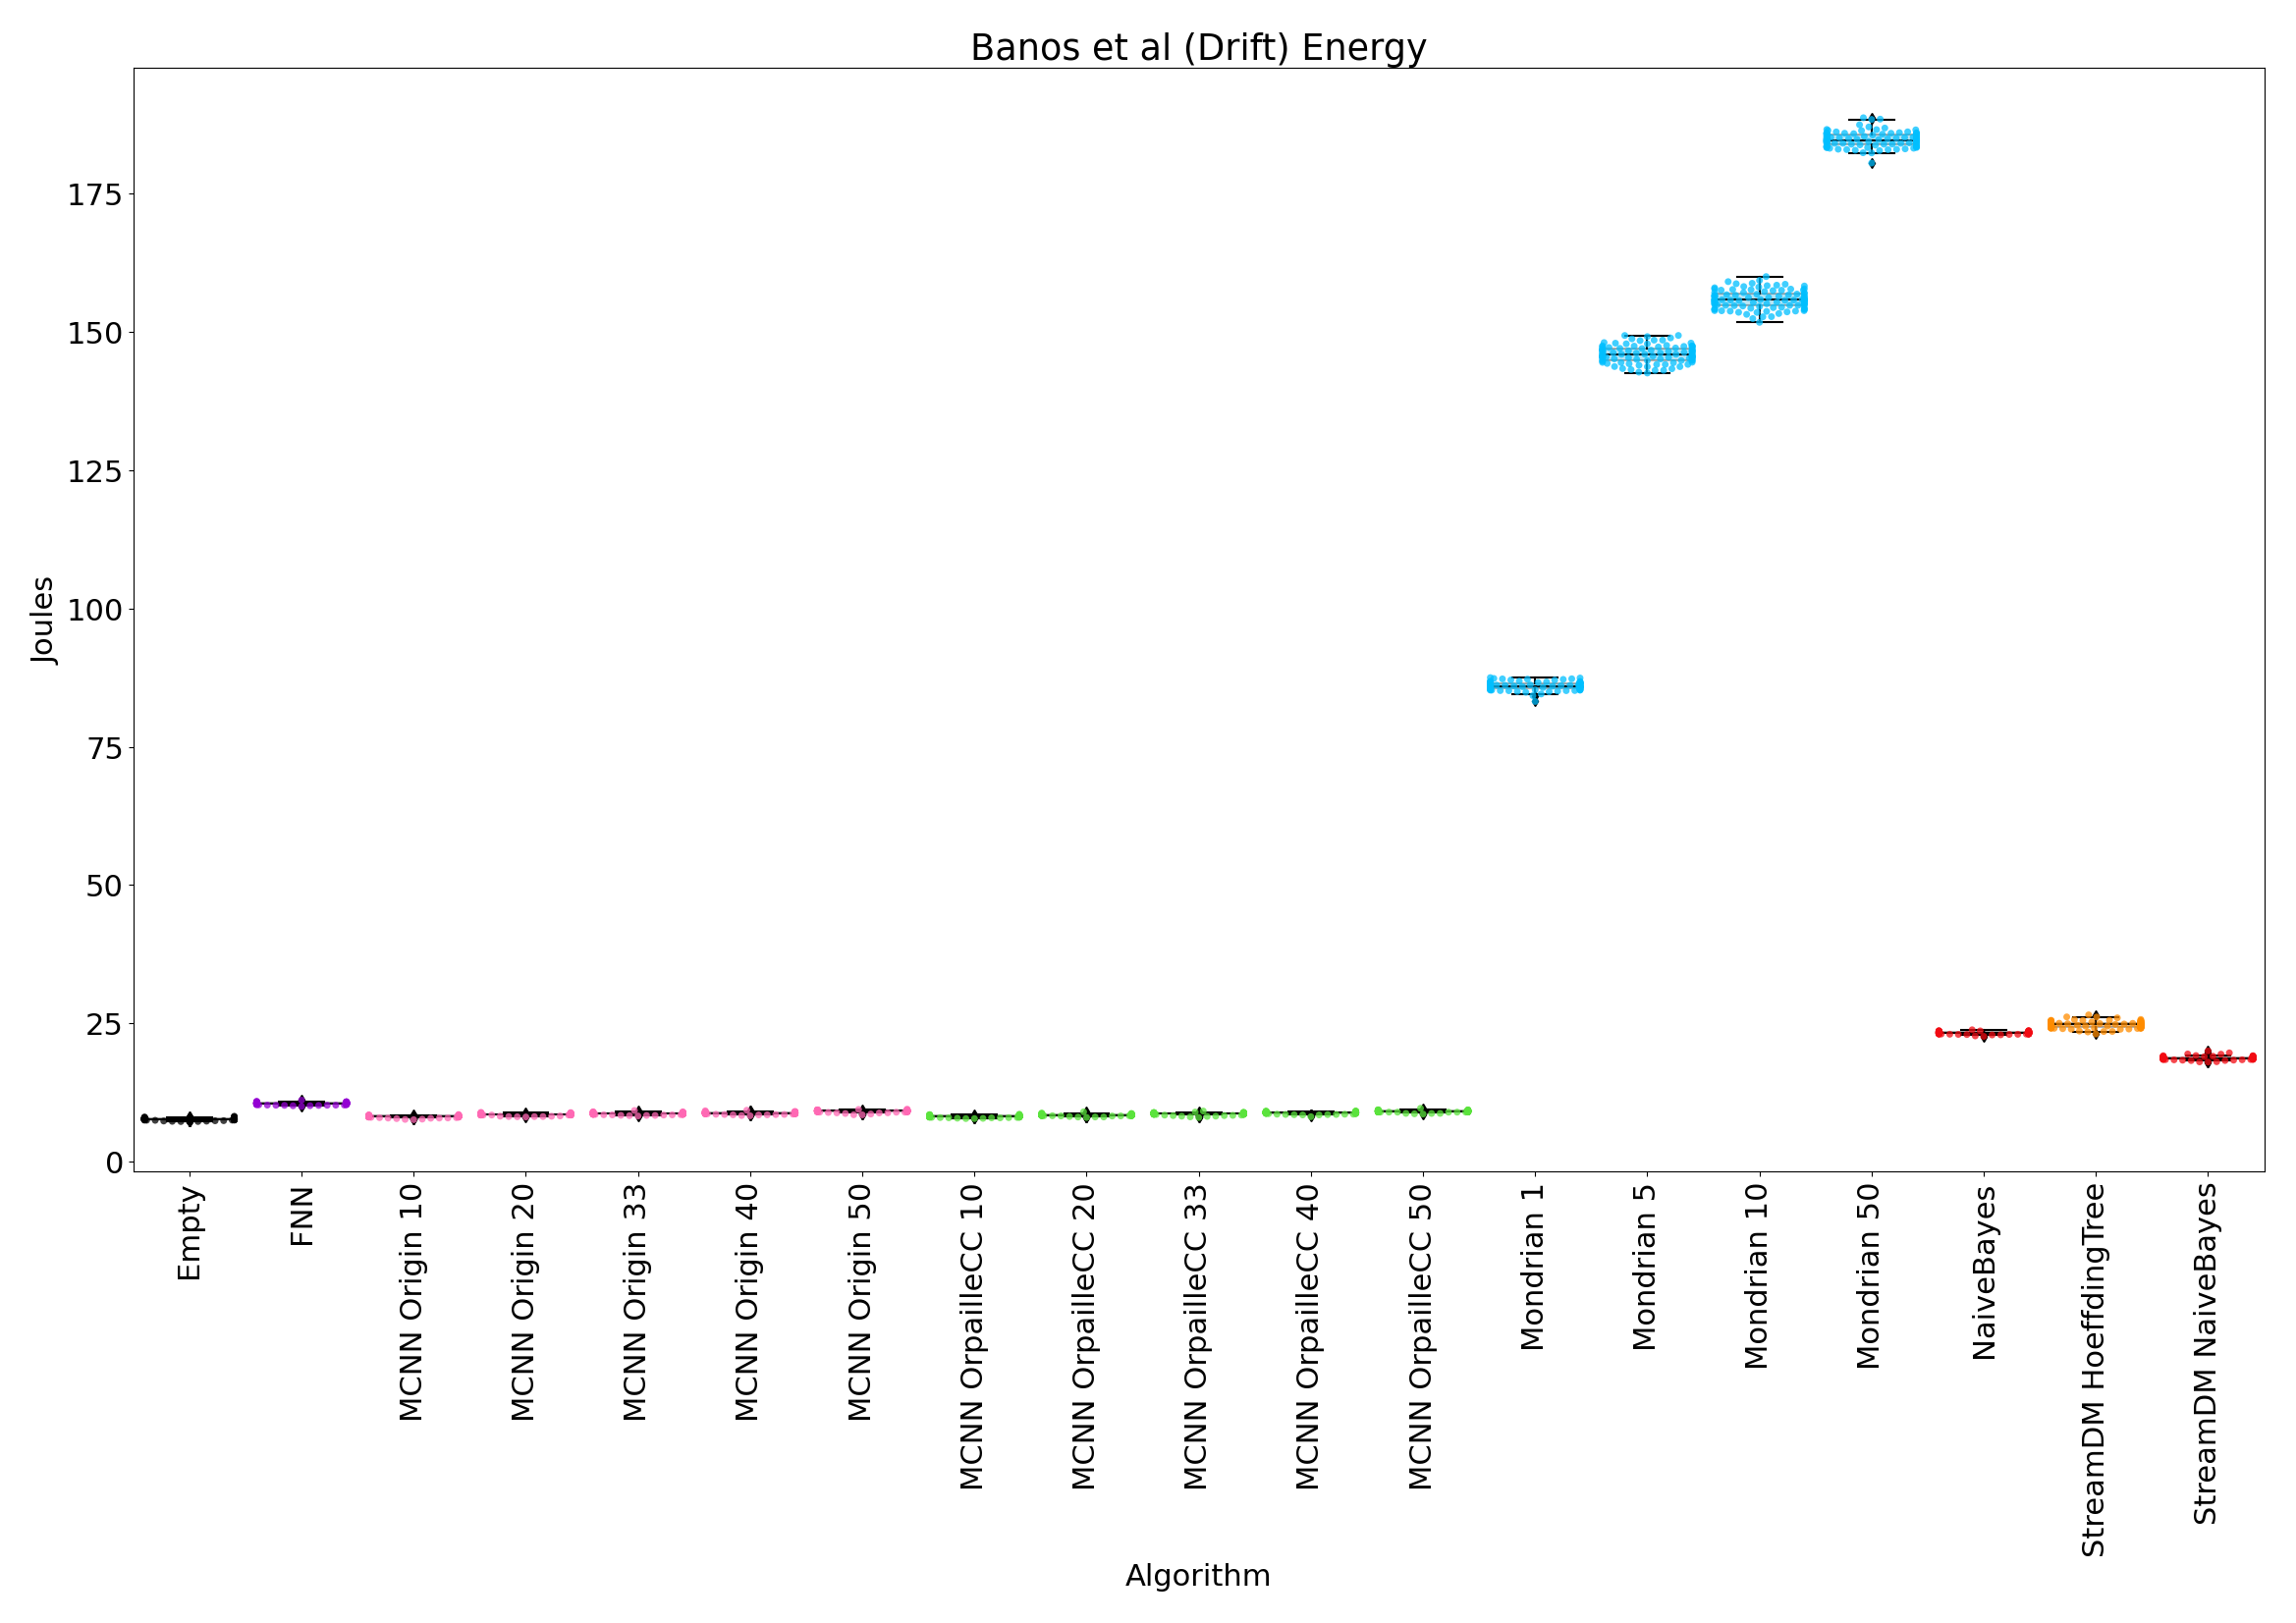 Banos et al (Drift) Energy
Joules
175
150
125
100
75
50
25
0
Empty
FNN
MCNN Origin 10
MCNN Origin 20
MCNN Origin 33
MCNN Origin 40
MCNN Origin 50
MCNN OrpailleCC 10
MCNN OrpailleCC 20
MCNN OrpailleCC 33
MCNN OrpailleCC 40
MCNN OrpailleCC 50
Mondrian 1
Mondrian 5
Mondrian 10
Mondrian 50
NaiveBayes
StreamDM HoeffdingTree
StreamDM NaiveBayes
Algorithm